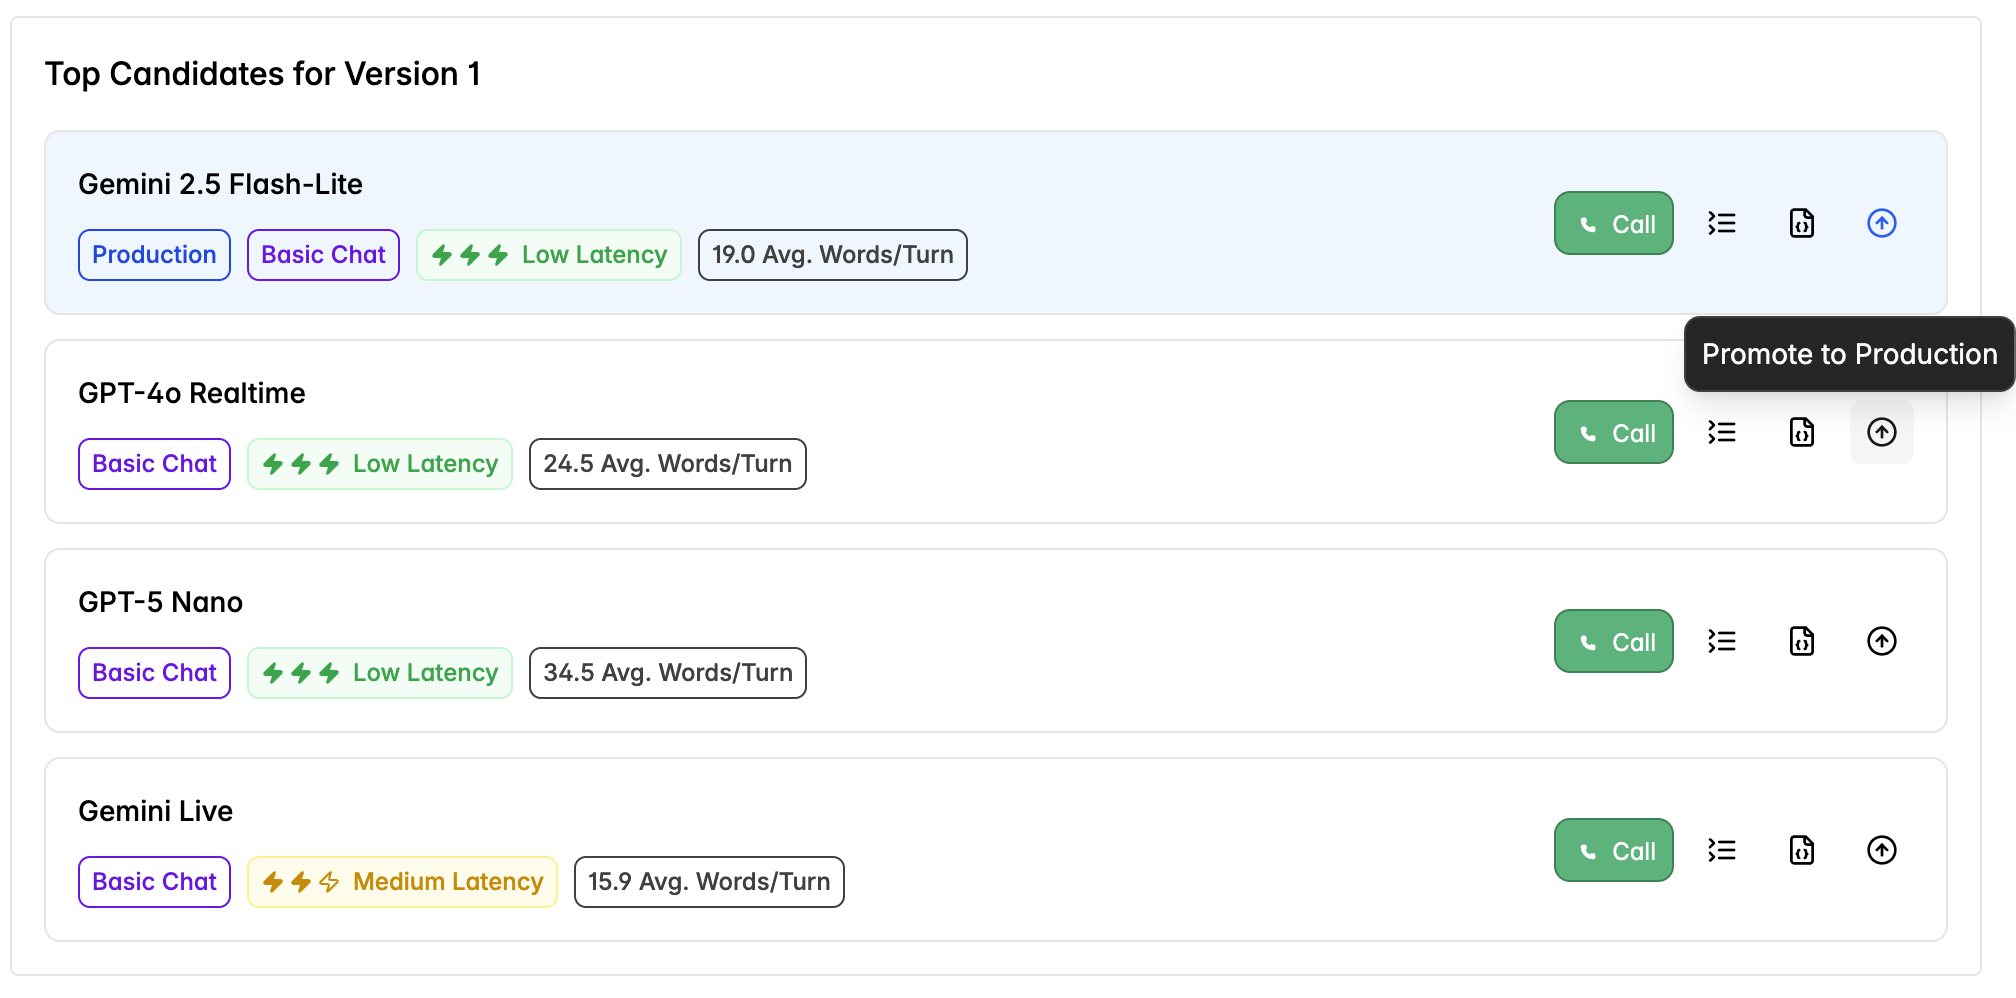 Top Candidates for Version 1
Gemini 2.5 Flash-Lite
Production Basic Chat Low Latency 19.0 Avg. Words/Turn
Call
Promote to Production
GPT-4o Realtime
Basic Chat Low Latency 24.5 Avg. Words/Turn
Call
GPT-5 Nano
Basic Chat Low Latency 34.5 Avg. Words/Turn
Call
Gemini Live
Basic Chat Medium Latency 15.9 Avg. Words/Turn
Call